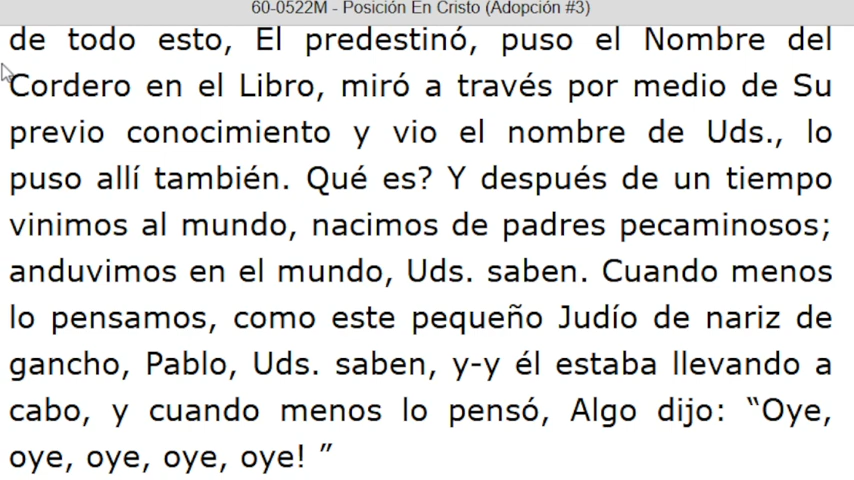 60-0522M - Posición En Cristo (Adopción #3)
de todo esto, El predestinó, puso el Nombre del
Cordero en el Libro, miró a través por medio de Su
previo conocimiento y vio el nombre de Uds., lo
puso allí también. Qué es? Y después de un tiempo
vinimos al mundo, nacimos de padres pecaminosos;
anduvimos en el mundo, Uds. saben. Cuando menos
lo pensamos, como este pequeño Judío de nariz de
gancho, Pablo, Uds. saben, y-y él estaba llevando a
cabo, y cuando menos lo pensó, Algo dijo: “Oye,
oye, oye, oye, oye! ”